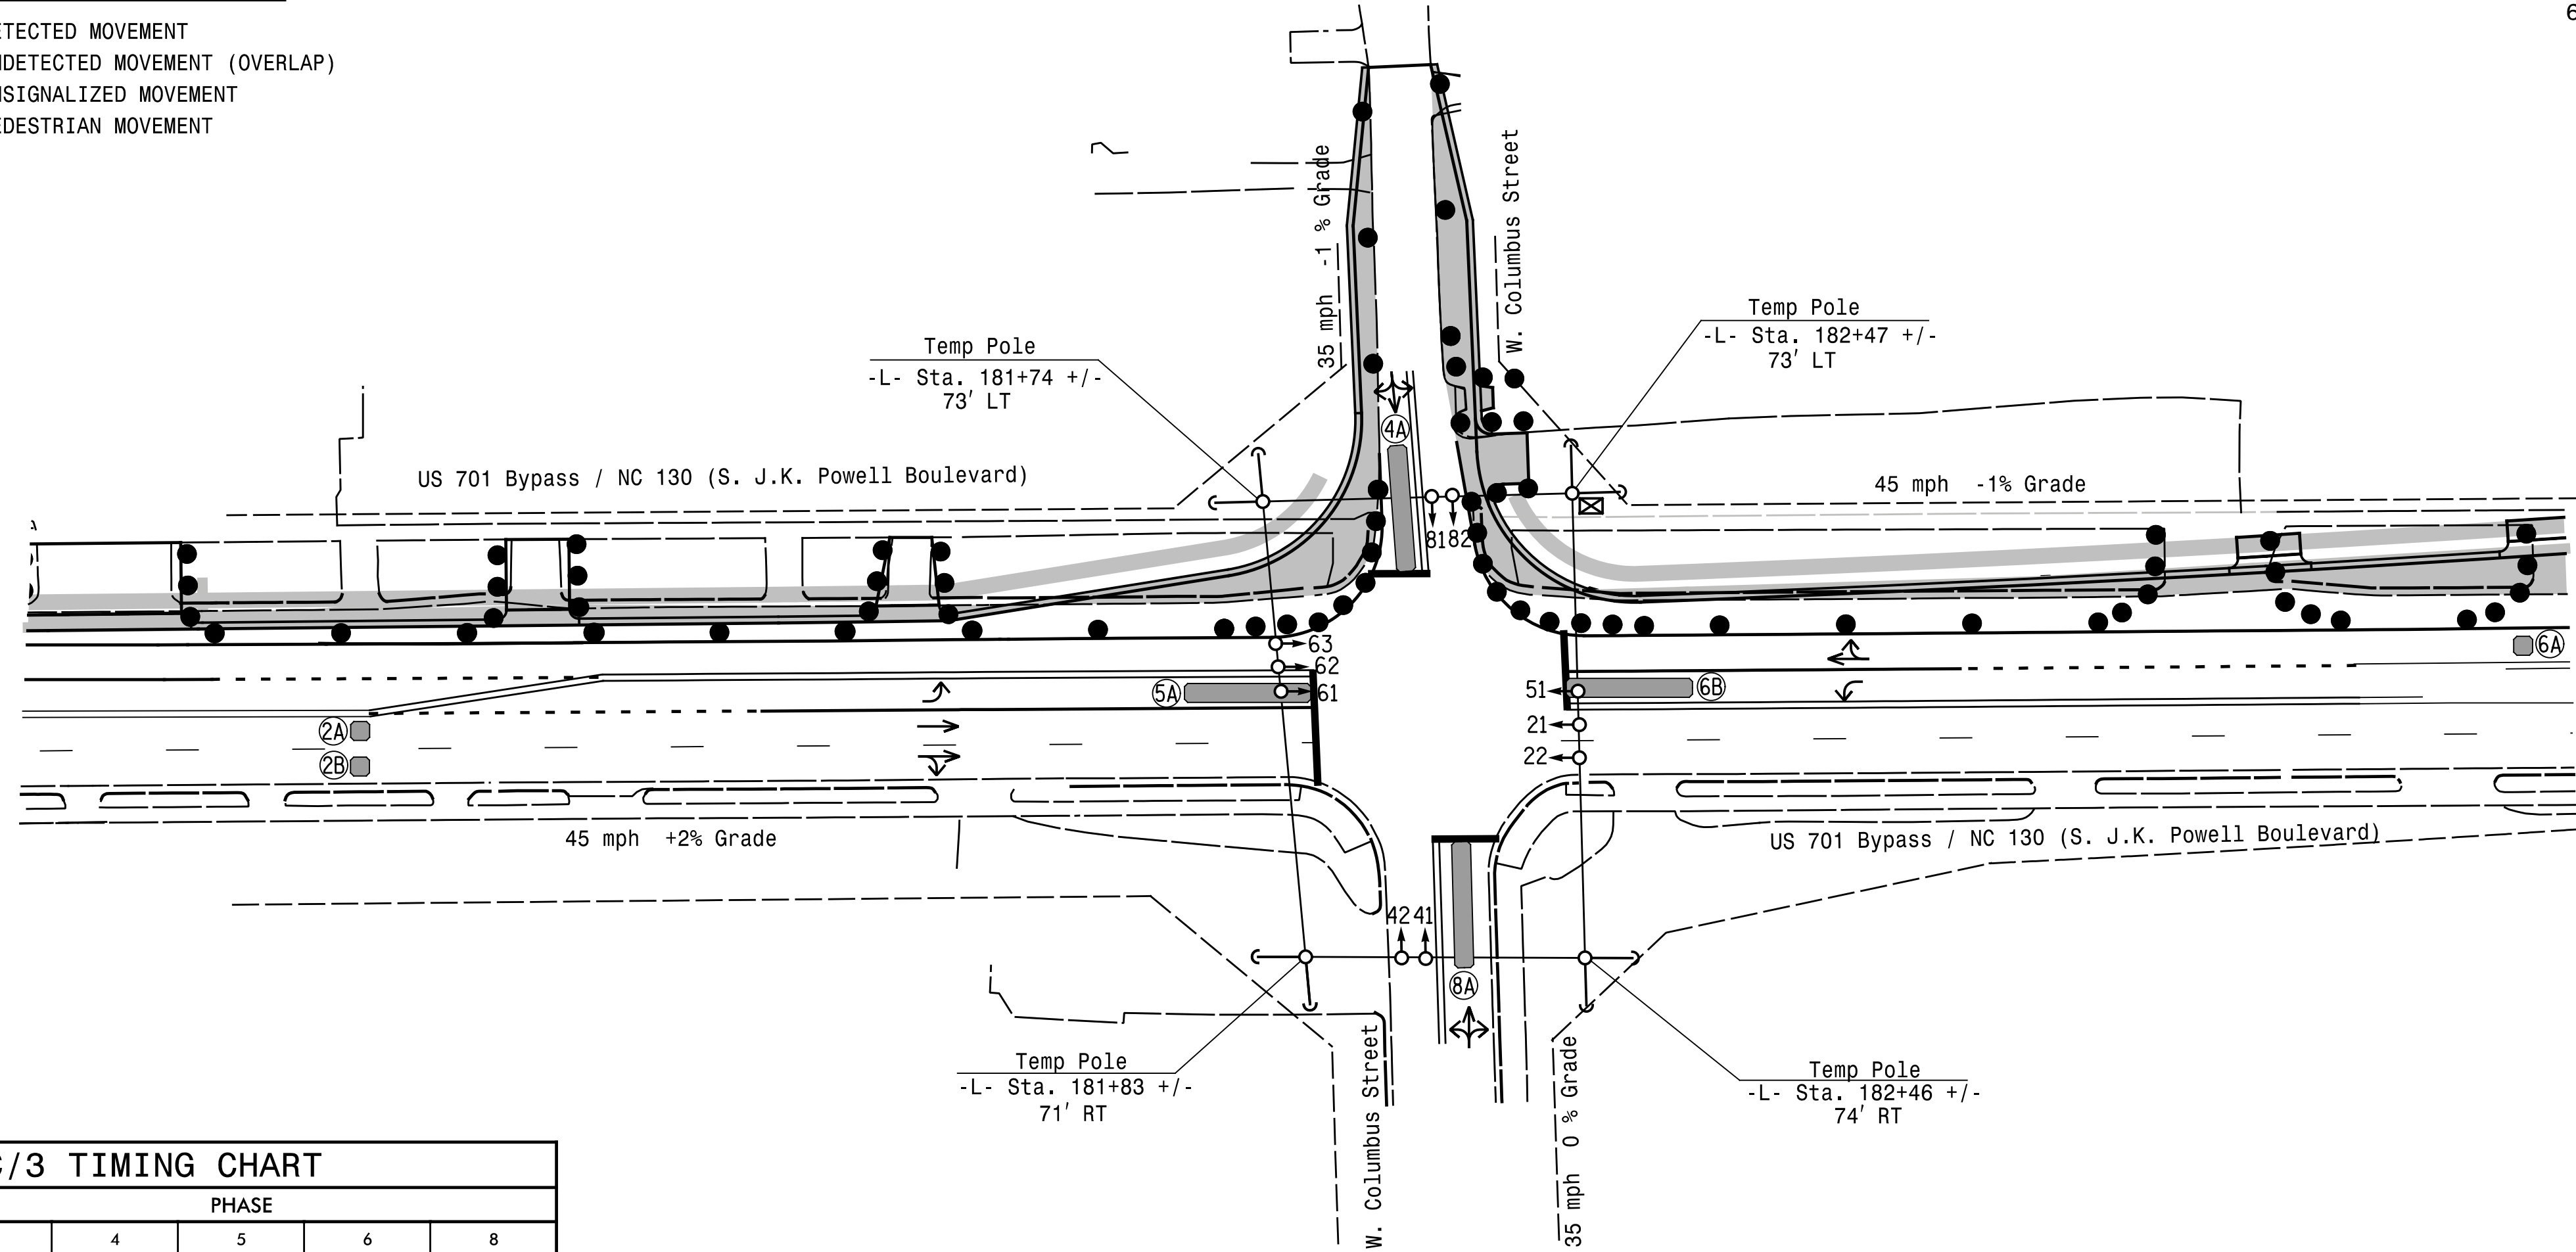 6
ETECTED MOVEMENT
NDETECTED MOVEMENT (OVERLAP)
NSIGNALIZED MOVEMENT
EDESTRIAN MOVEMENT
35 mph -1 % Grade
W. Columbus Street
Temp Pole
-L- Sta. 182+47 +/-
73' LT
Temp Pole
-L- Sta. 181+74 +/-
73' LT
4A
US 701 Bypass / NC 130 (S. J.K. Powell Boulevard)
45 mph -1% Grade
81 82
63
62
61
5A
6A
6B
51
21
22
2A
2B
45 mph +2% Grade
US 701 Bypass / NC 130 (S. J.K. Powell Boulevard)
42 41
8A
Temp Pole
-L- Sta. 181+83 +/-
71' RT
Temp Pole
-L- Sta. 182+46 +/-
74' RT
W. Columbus Street
35 mph 0 % Grade
C/3 TIMING CHART
PHASE
4 5 6 8